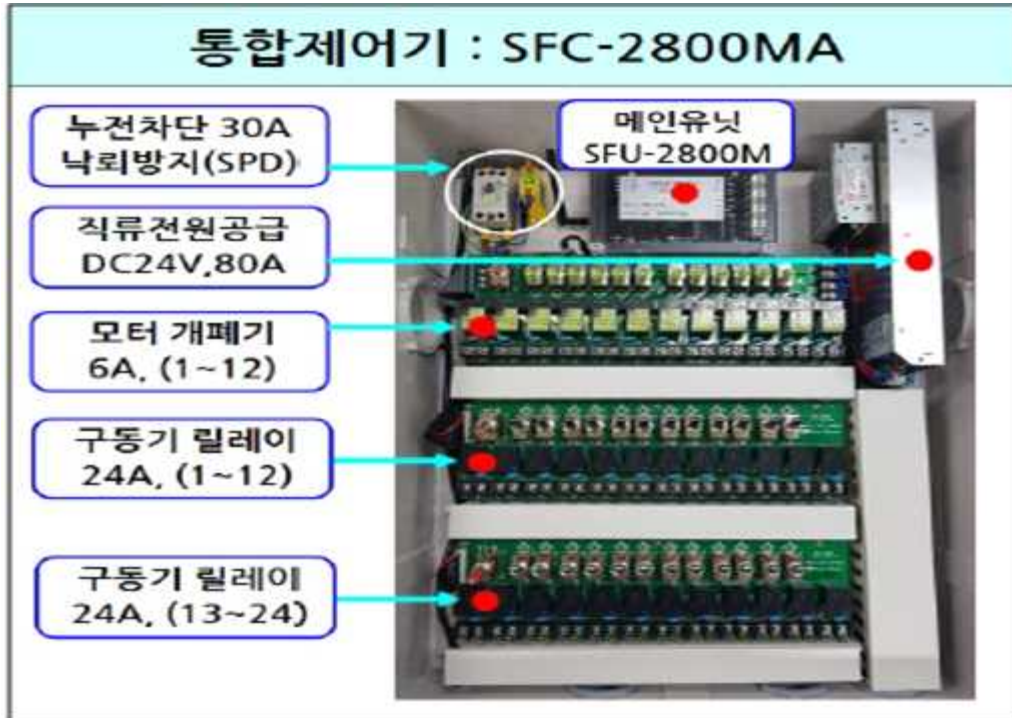 통합제어기 : SFC-2800MA
누전차단 30A
낙뢰방지(SPD)
메인유닛
SFU-2800M
직류전원공급
DC24V,80A
모터 개폐기
6A, (1~12)
구동기 릴레이
24A, (1~12)
구동기 릴레이
24A, (13~24)